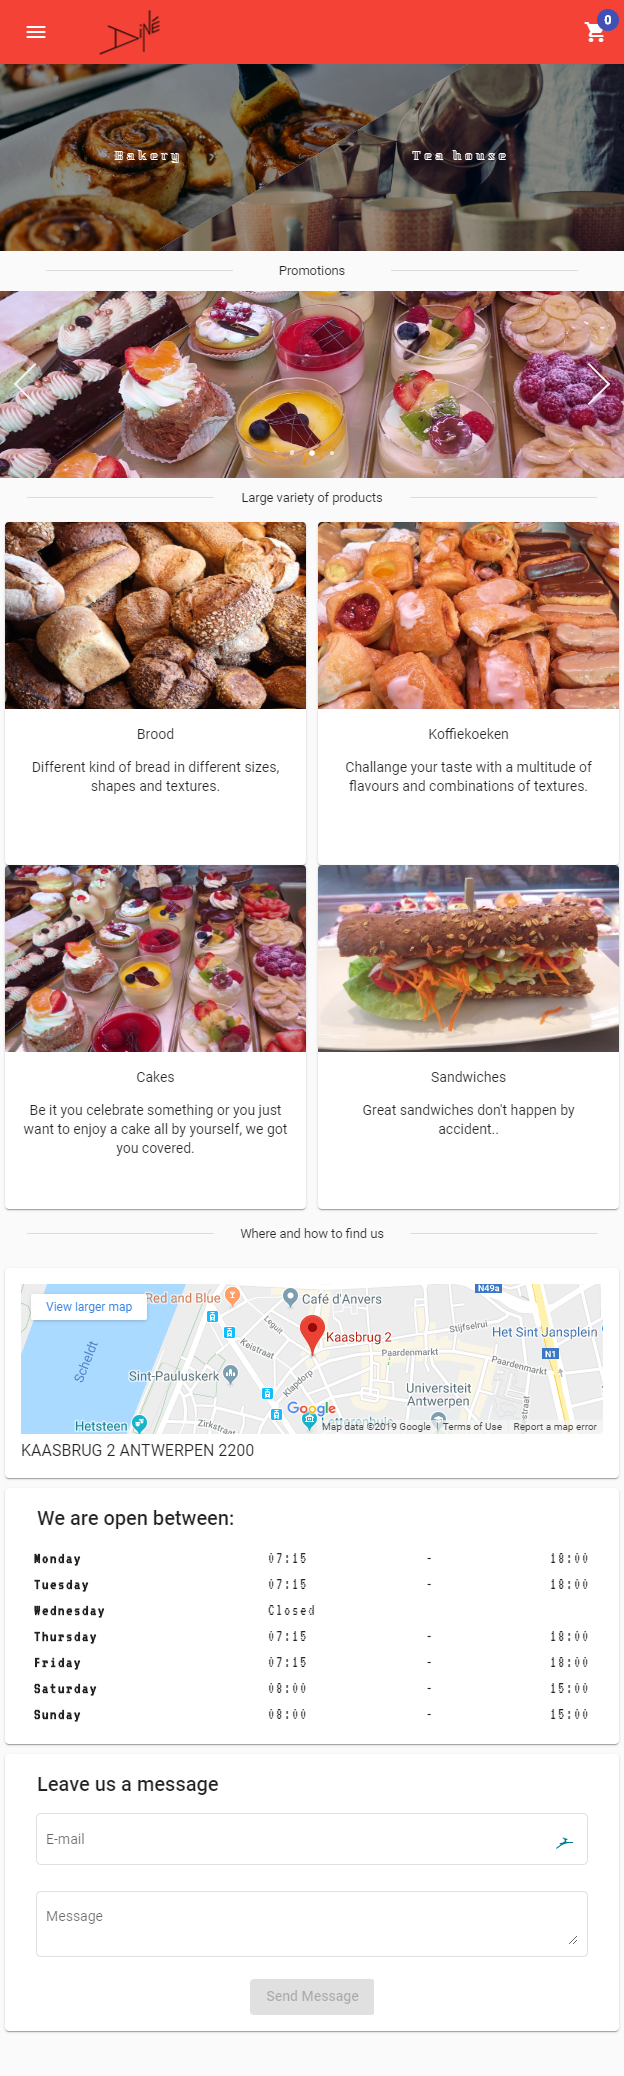 DiNE
0
Bakery
Tea house
Promotions
Large variety of products
Brood
Different kind of bread in different sizes,
shapes and textures.
Koffiekoeken
Challange your taste with a multitude of
flavours and combinations of textures.
Cakes
Be it you celebrate something or you just
want to enjoy a cake all by yourself, we got
you covered.
Sandwiches
Great sandwiches don't happen by
accident..
Where and how to find us
View larger map
Red and Blue
Café d'Anvers
N49a
Kaasbrug 2
Stijfselrui
Het Sint Jansplein
N1
Leguit
Keistraat
Scheldt
Sint-Pauluskerk
Klapdorp
Paardenmarkt
Paardenmarkt
Universiteit
Antwerpen
Hetsteen
Zirkstraat
Google
Map data ©2019 Google
Terms of Use
Report a map error
KAASBRUG 2 ANTWERPEN 2200
We are open between:
Monday 07:15 - 18:00
Tuesday 07:15 - 18:00
Wednesday Closed
Thursday 07:15 - 18:00
Friday 07:15 - 18:00
Saturday 08:00 - 15:00
Sunday 08:00 - 15:00
Leave us a message
E-mail
Message
Send Message